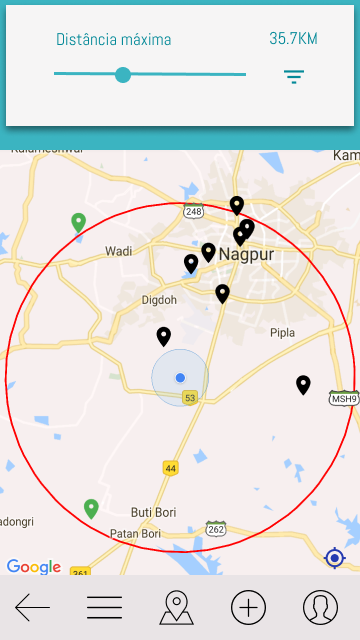 Distância máxima
35.7KM
Kalameshwar
Kam
248
Wadi
Nagpur
Digdoh
Pipla
53
MSH9
44
Buti Bori
adongri
262
Patan Bori
Google
361